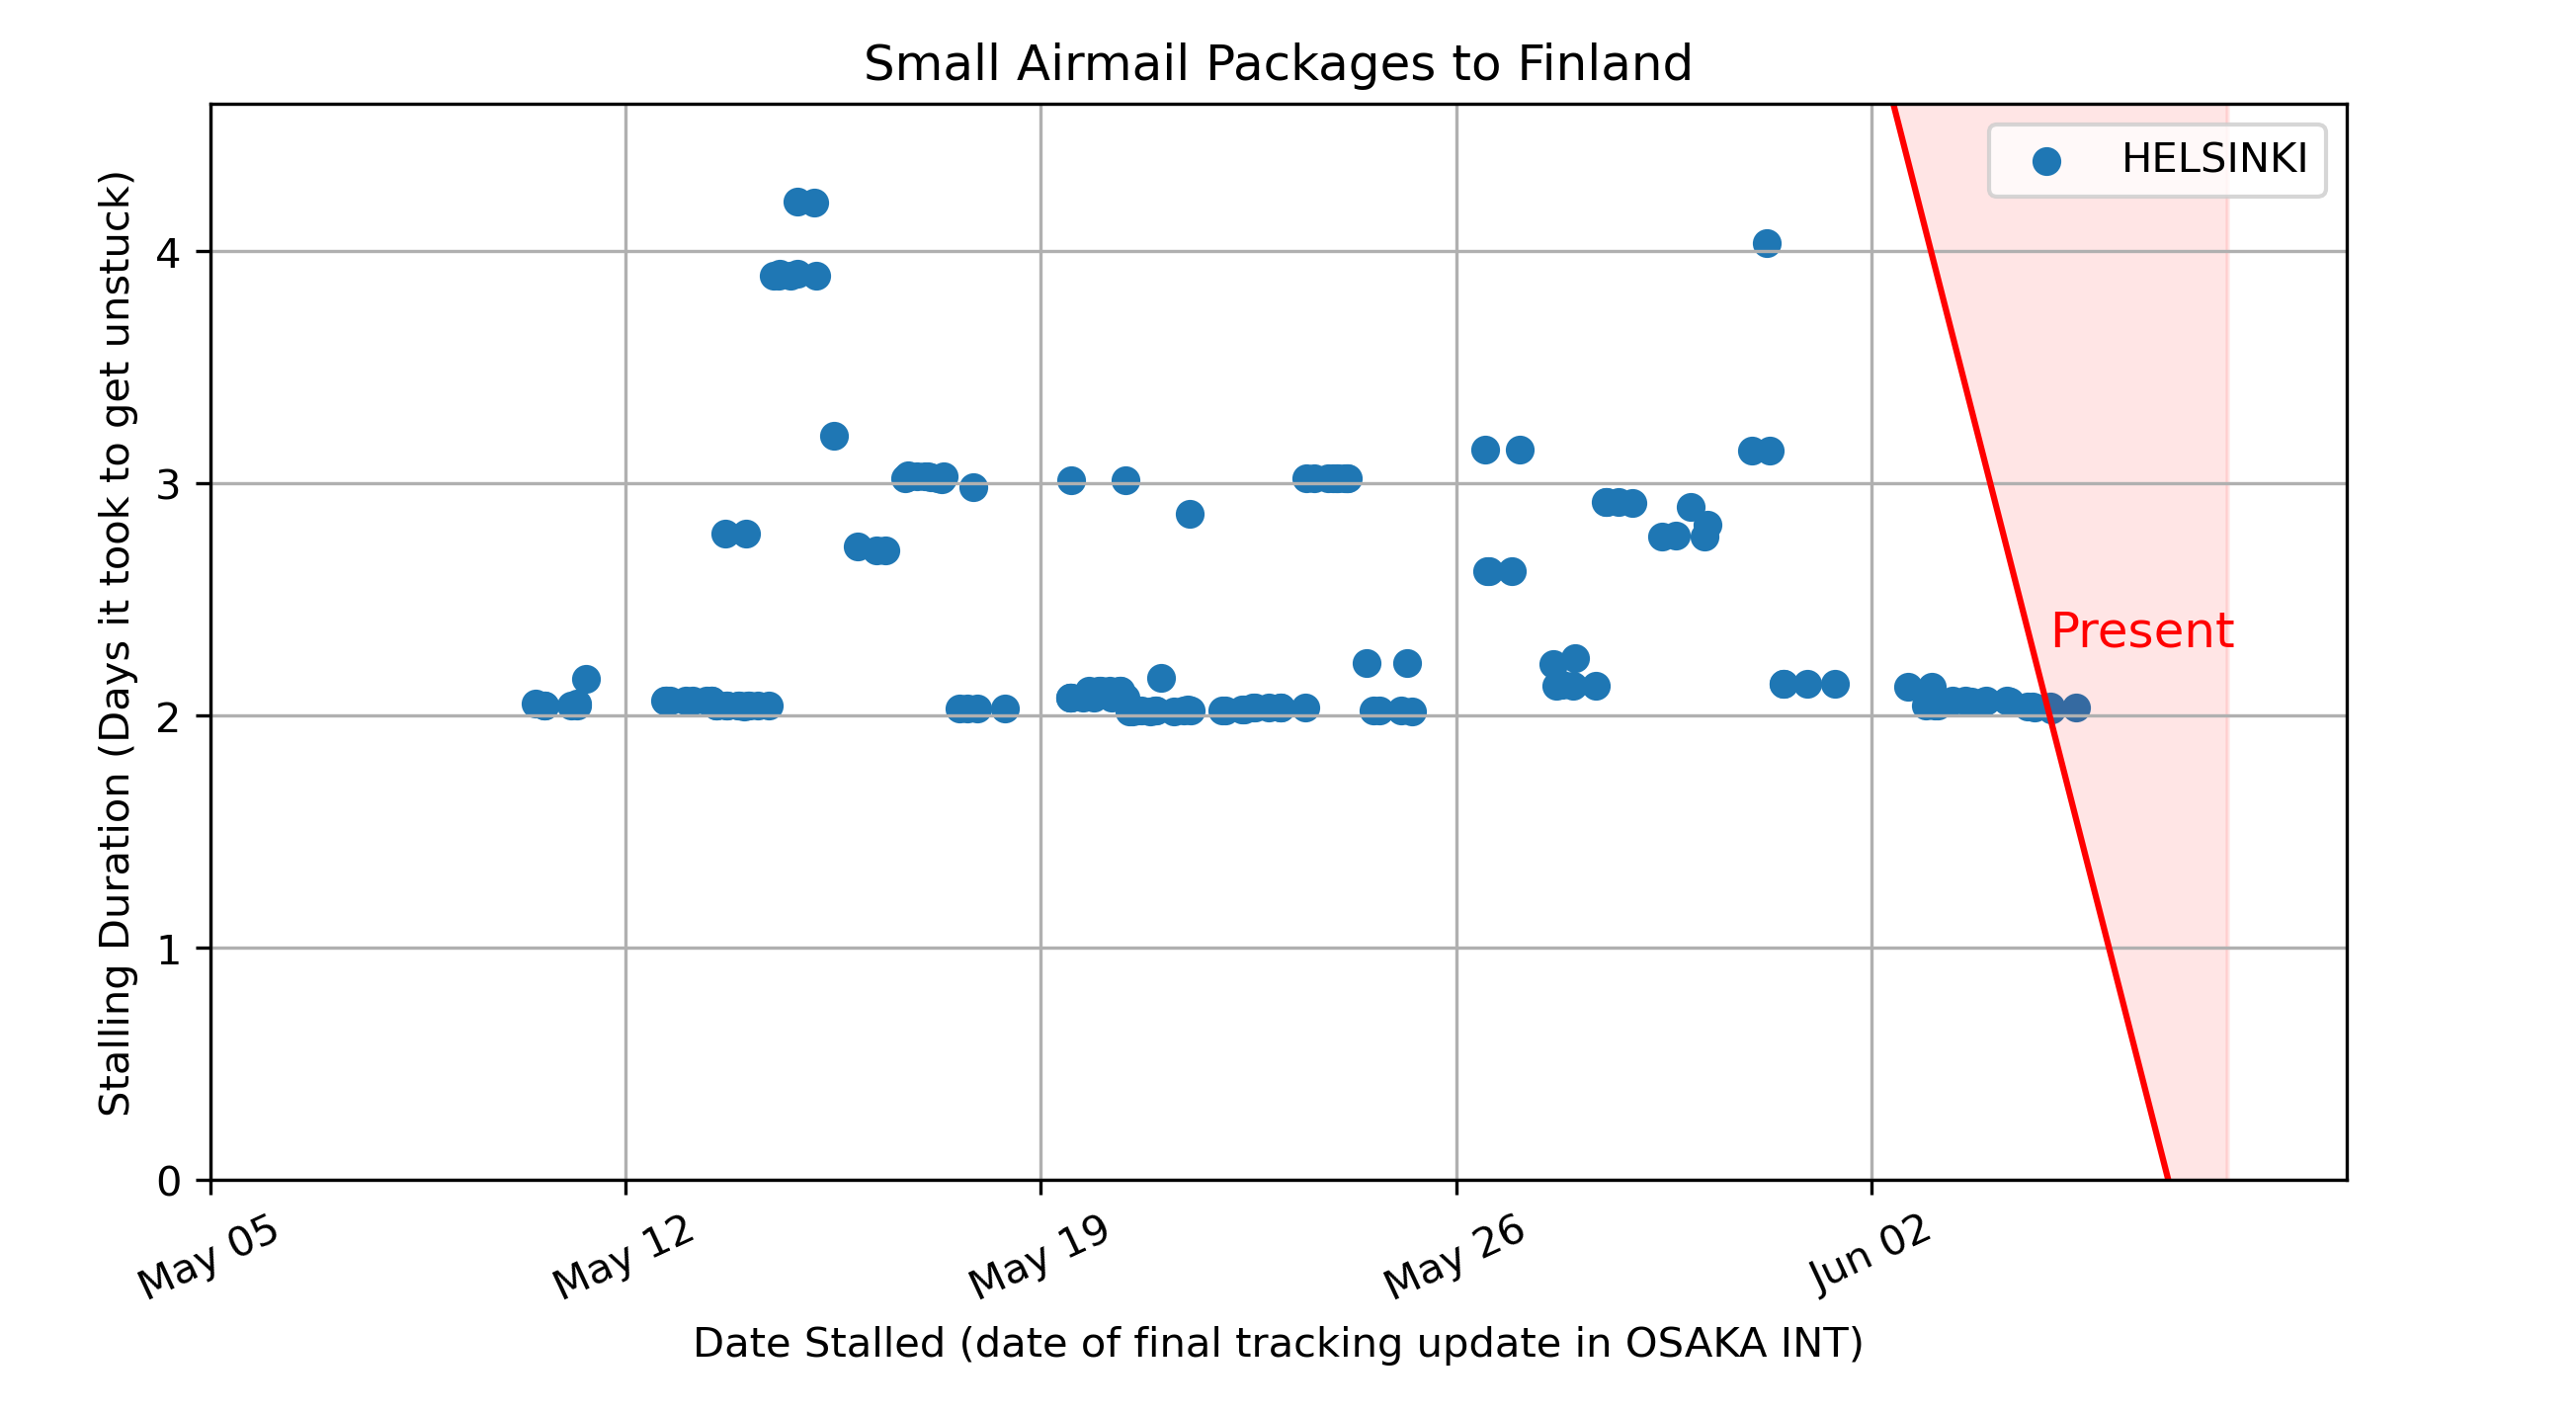 Small Airmail Packages to Finland
HELSINKI
Stalling Duration (Days it took to get unstuck)
4
3
2
1
0
Present
May 05
May 12
May 19
May 26
Jun 02
Date Stalled (date of final tracking update in OSAKA INT)